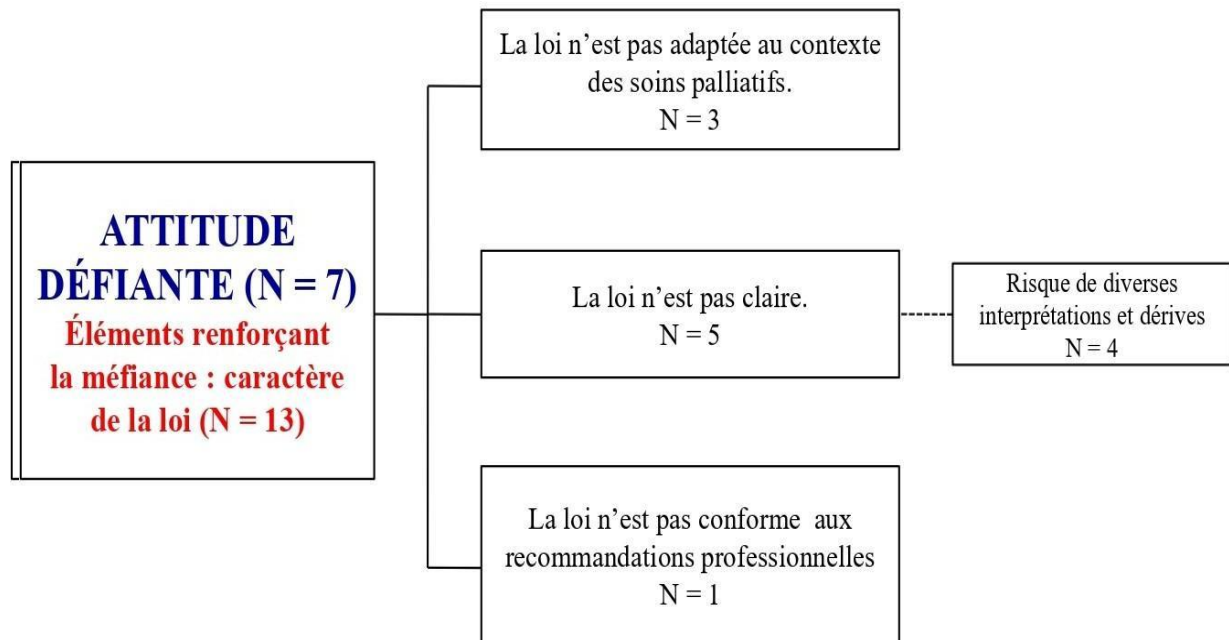 ATTITUDE
DÉFIANTE (N = 7)
Éléments renforçant
la méfiance : caractère
de la loi (N = 13)
La loi n’est pas adaptée au contexte
des soins palliatifs.
N = 3
La loi n’est pas claire.
N = 5
Risque de diverses
interprétations et dérives
N = 4
La loi n’est pas conforme  aux
recommandations professionnelles
N = 1